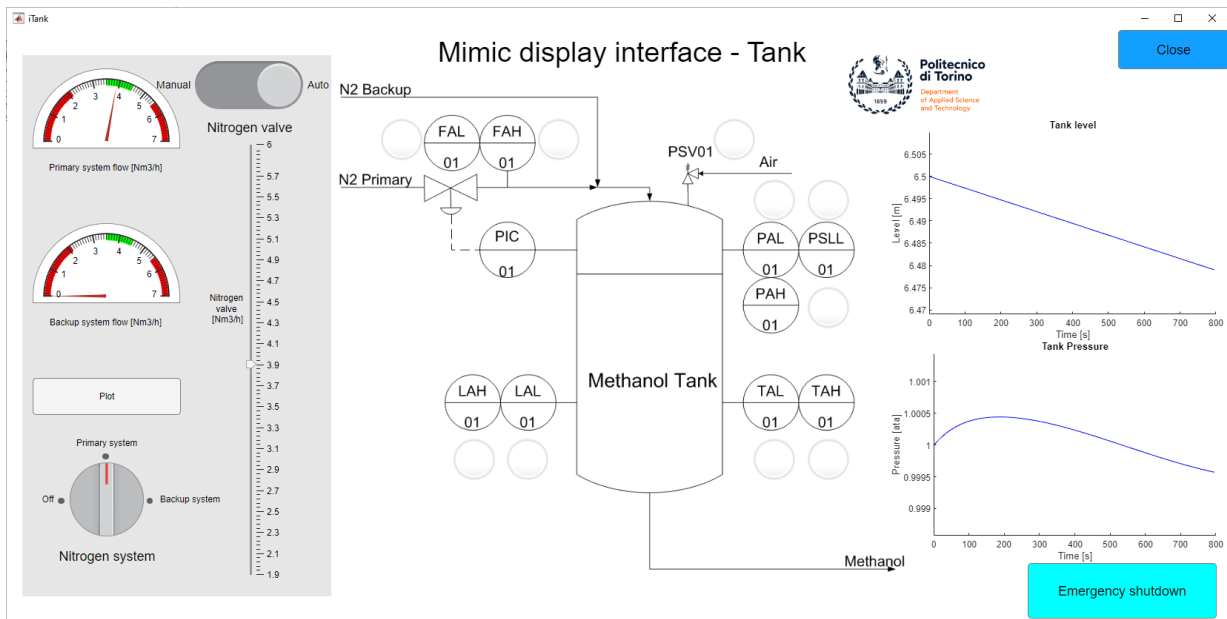 iTank
Mimic display interface - Tank
Close
Politecnico
di Torino
Department
of Applied Science
and Technology
1859
0 1 2 3 4 5 6 7
Primary system flow [Nm3/h]
Manual
Auto
Nitrogen valve
0 1 2 3 4 5 6 7
Backup system flow [Nm3/h]
Nitrogen
valve
[Nm3/h]
6
5.7
5.5
5.3
5.1
4.9
4.7
4.5
4.3
4.1
3.9
3.7
3.5
3.3
3.1
2.9
2.7
2.5
2.3
2.1
1.9
Plot
Primary system
Off
Backup system
Nitrogen system
N2 Backup
FAL
01
FAH
01
N2 Primary
PSV01
Air
PIC
01
PAL
01
PSLL
01
PAH
01
Methanol Tank
LAH
01
LAL
01
TAL
01
TAH
01
Methanol
Tank level
6.505
6.5
6.495
6.49
6.485
6.48
6.475
6.47
Level [m]
0 100 200 300 400 500 600 700 800
Time [s]
Tank Pressure
1.001
1.0005
1
0.9995
0.999
Pressure [ata]
0 100 200 300 400 500 600 700 800
Time [s]
Emergency shutdown